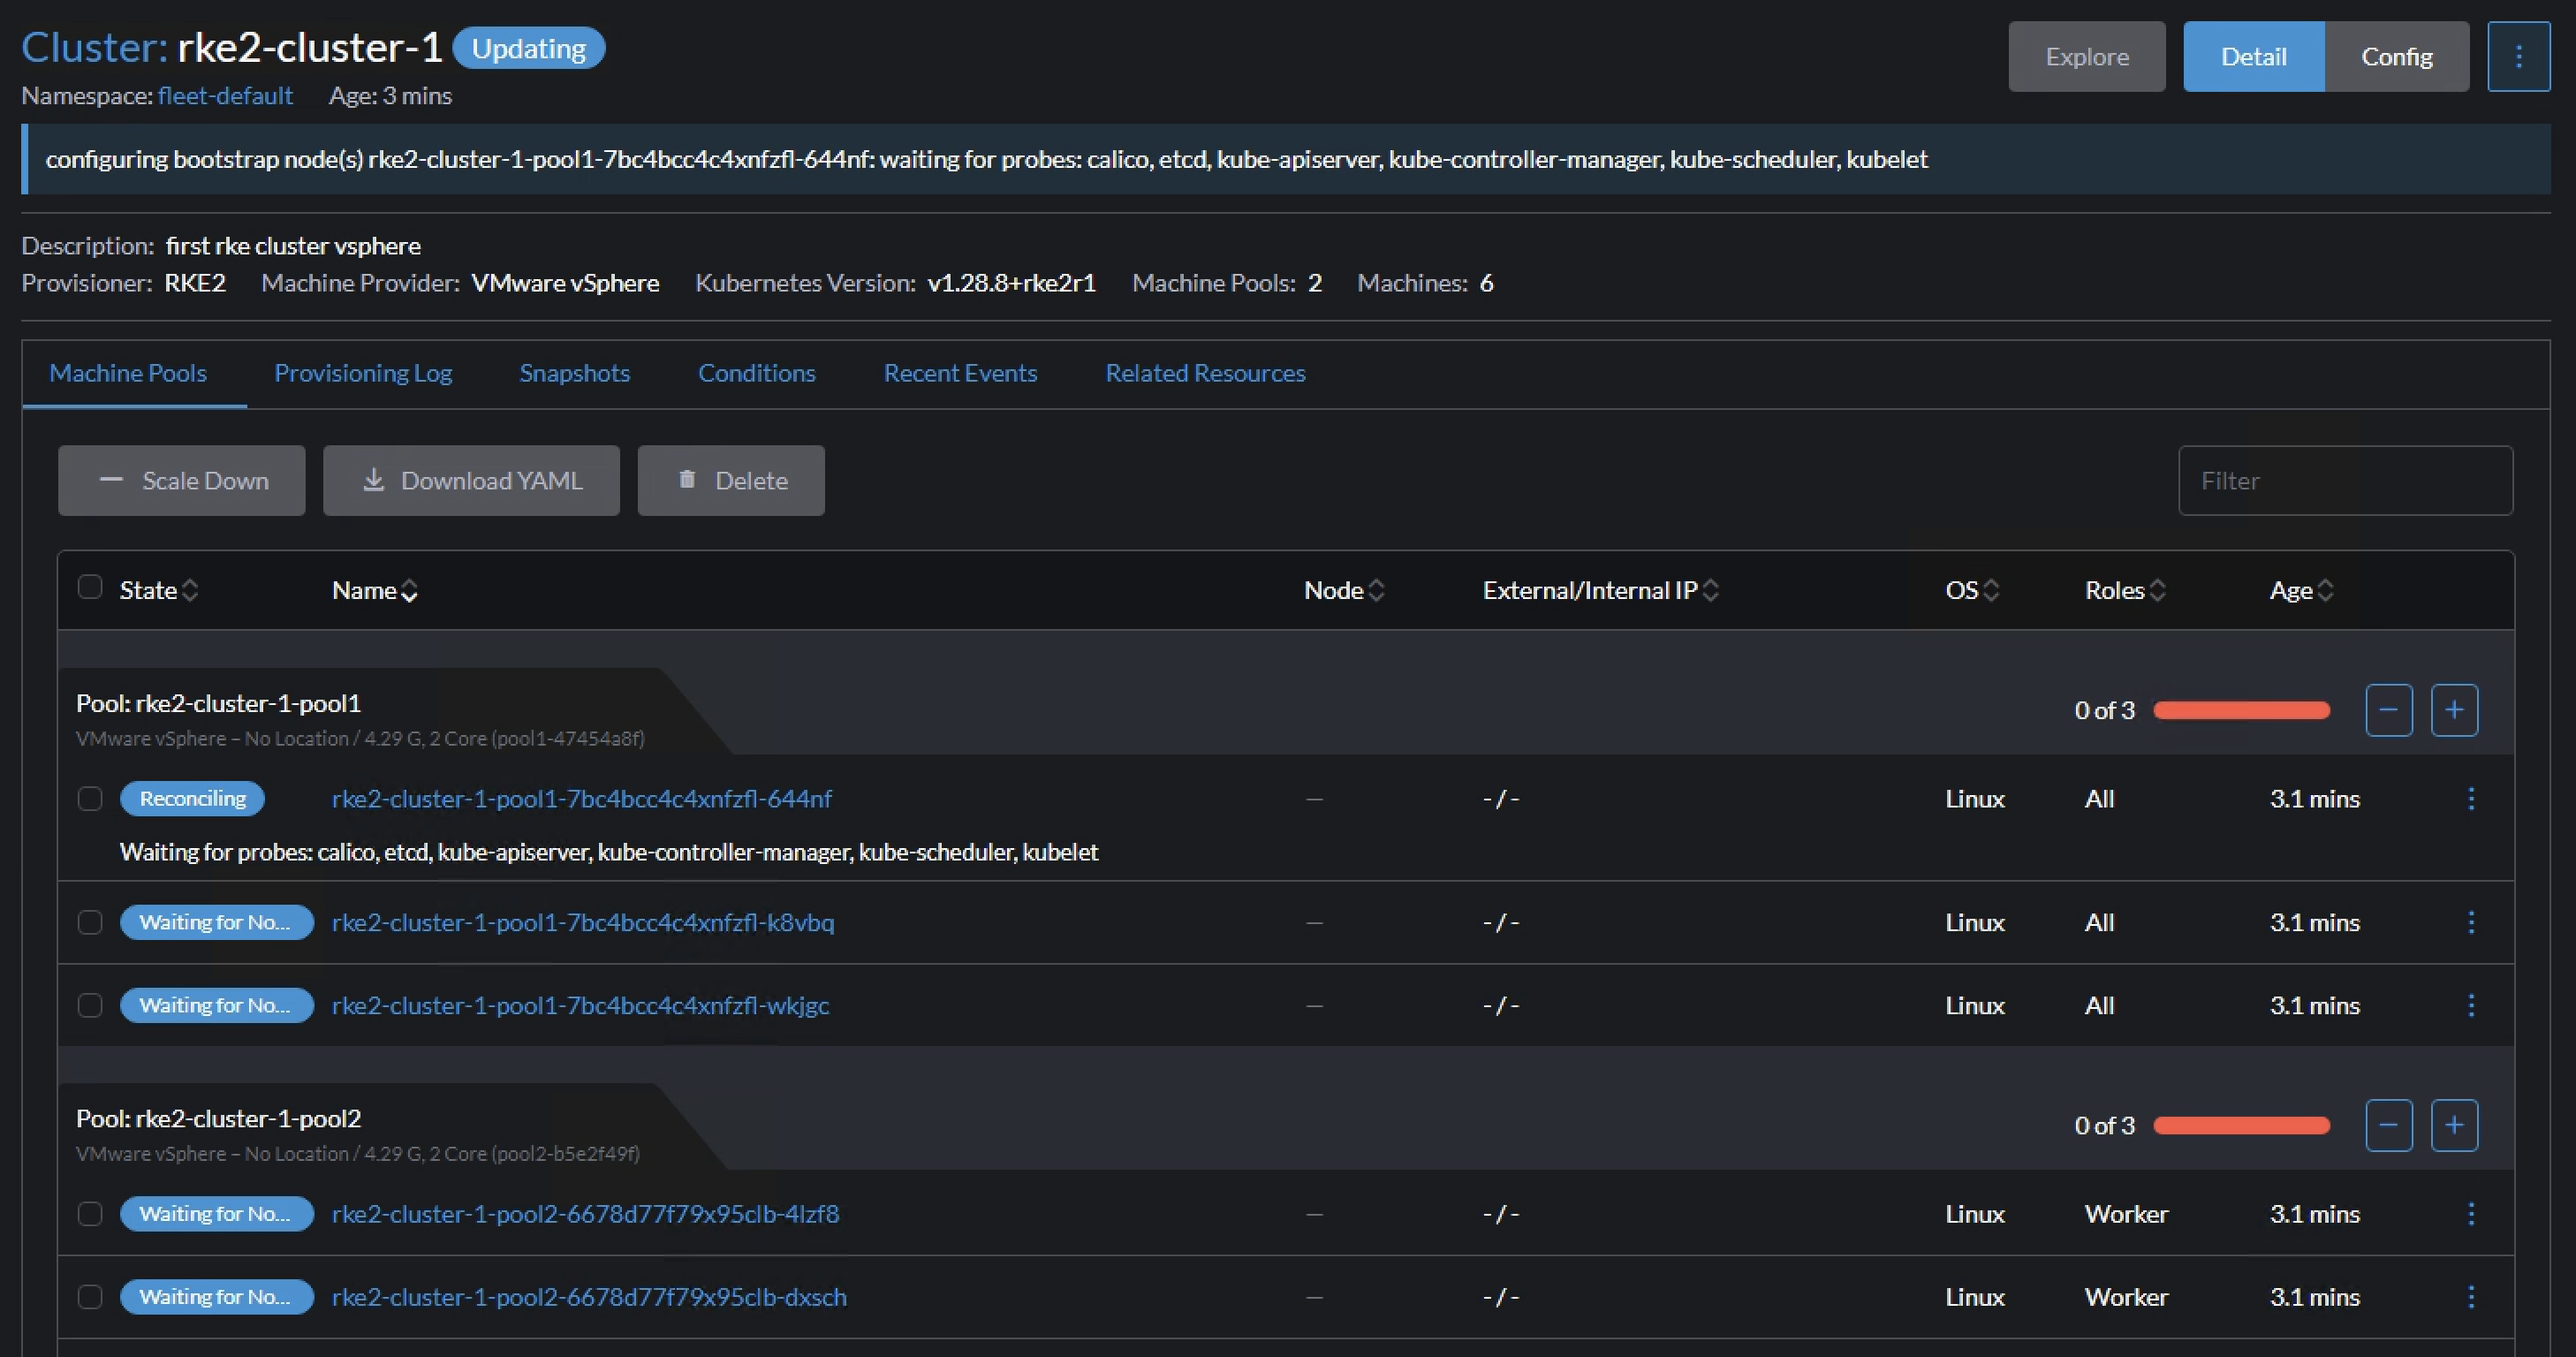 Cluster: rke2-cluster-1 Updating
Explore Detail Config
Namespace: fleet-default Age: 3 mins
configuring bootstrap node(s) rke2-cluster-1-pool1-7bc4bcc4c4xnfzfl-644nf: waiting for probes: calico, etcd, kube-apiserver, kube-controller-manager, kube-scheduler, kubelet
Description: first rke cluster vsphere
Provisioner: RKE2 Machine Provider: VMware vSphere Kubernetes Version: v1.28.8+rke2r1 Machine Pools: 2 Machines: 6
Machine Pools Provisioning Log Snapshots Conditions Recent Events Related Resources
Scale Down Download YAML Delete Filter
State Name Node External/Internal IP OS Roles Age
Pool: rke2-cluster-1-pool1 0 of 3
VMware vSphere – No Location / 4.29 G, 2 Core (pool1-47454a8f)
Reconciling rke2-cluster-1-pool1-7bc4bcc4c4xnfzfl-644nf — - / - Linux All 3.1 mins
Waiting for probes: calico, etcd, kube-apiserver, kube-controller-manager, kube-scheduler, kubelet
Waiting for No... rke2-cluster-1-pool1-7bc4bcc4c4xnfzfl-k8vbq — - / - Linux All 3.1 mins
Waiting for No... rke2-cluster-1-pool1-7bc4bcc4c4xnfzfl-wkjgc — - / - Linux All 3.1 mins
Pool: rke2-cluster-1-pool2 0 of 3
VMware vSphere – No Location / 4.29 G, 2 Core (pool2-b5e2f49f)
Waiting for No... rke2-cluster-1-pool2-6678d77f79x95clb-4lzf8 — - / - Linux Worker 3.1 mins
Waiting for No... rke2-cluster-1-pool2-6678d77f79x95clb-dxsch — - / - Linux Worker 3.1 mins